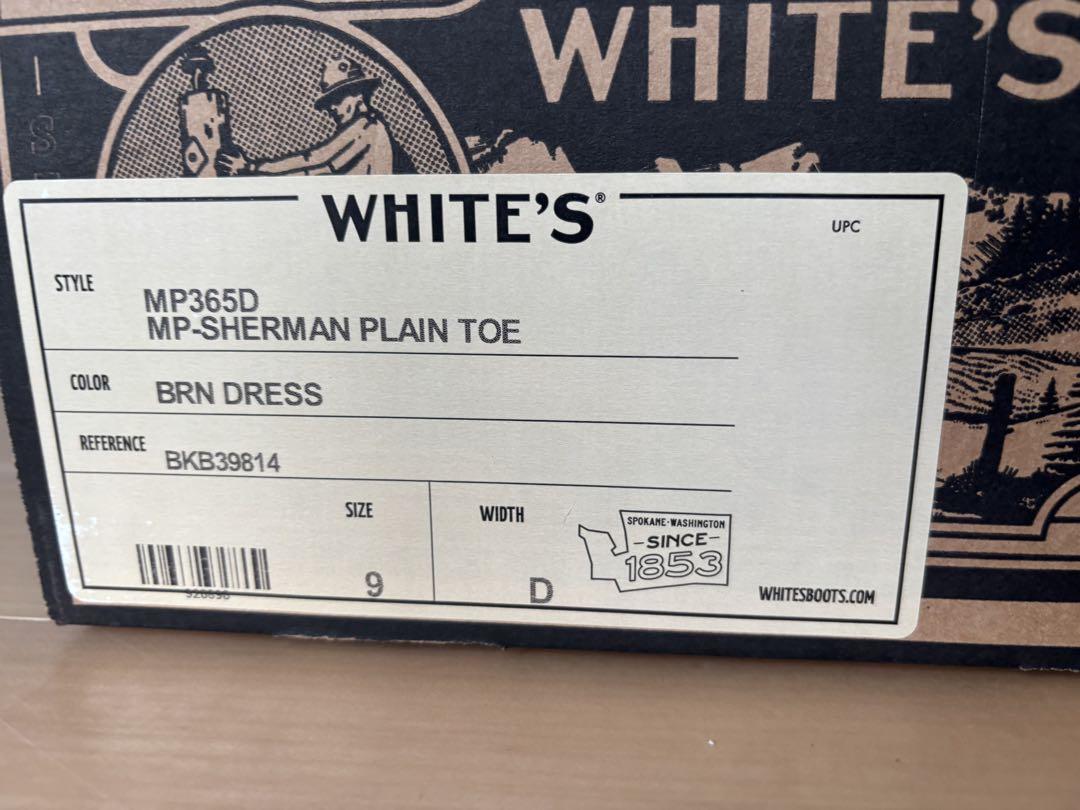 WHITE'S
WHITE'S®
UPC
STYLE
MP365D
MP-SHERMAN PLAIN TOE
COLOR
BRN DRESS
REFERENCE
BKB39814
SIZE
9
WIDTH
D
SPOKANE·WASHINGTON
-SINCE-
1853
WHITESBOOTS.COM